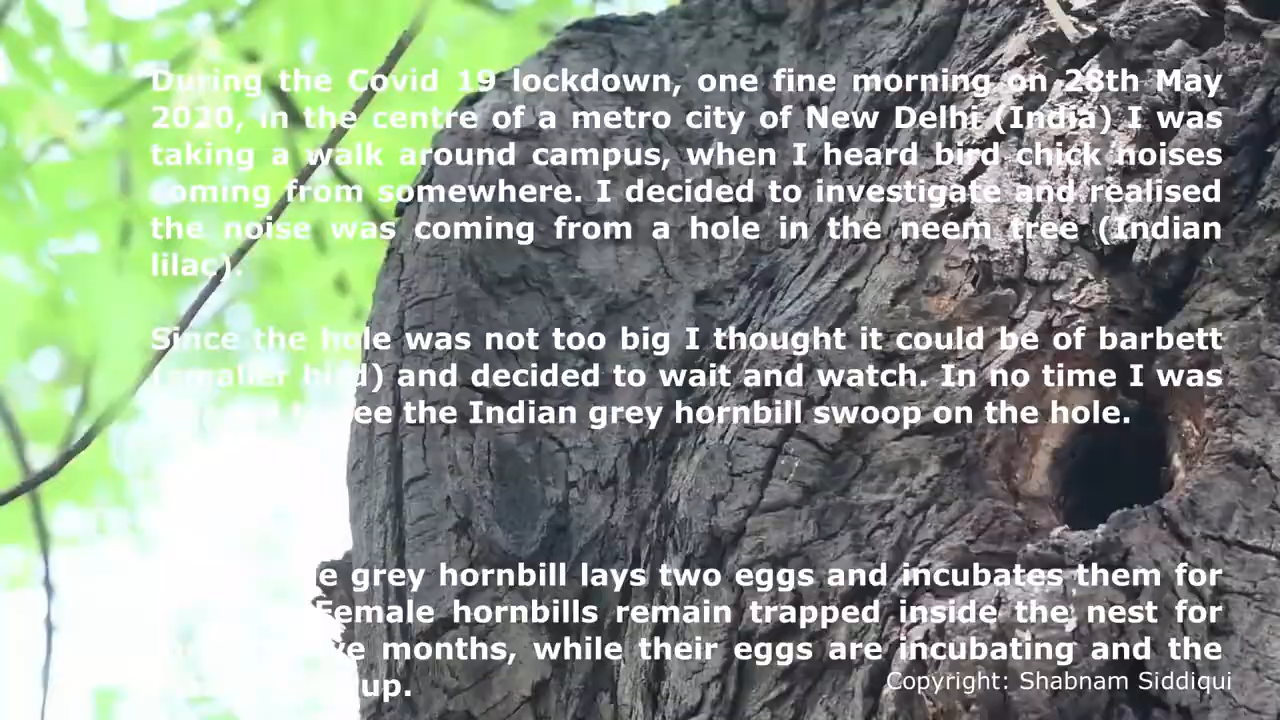 During the Covid 19 lockdown, one fine morning on 28th May
2020, in the centre of a metro city of New Delhi (India) I was
taking a walk around campus, when I heard bird chick noises
coming from somewhere. I decided to investigate and realised
the noise was coming from a hole in the neem tree (Indian
lilac).
Since the hole was not too big I thought it could be of barbett
(smaller bird) and decided to wait and watch. In no time I was
to see the Indian grey hornbill swoop on the hole.
grey hornbill lays two eggs and incubates them for
Female hornbills remain trapped inside the nest for
months, while their eggs are incubating and the
up.
Copyright: Shabnam Siddiqui